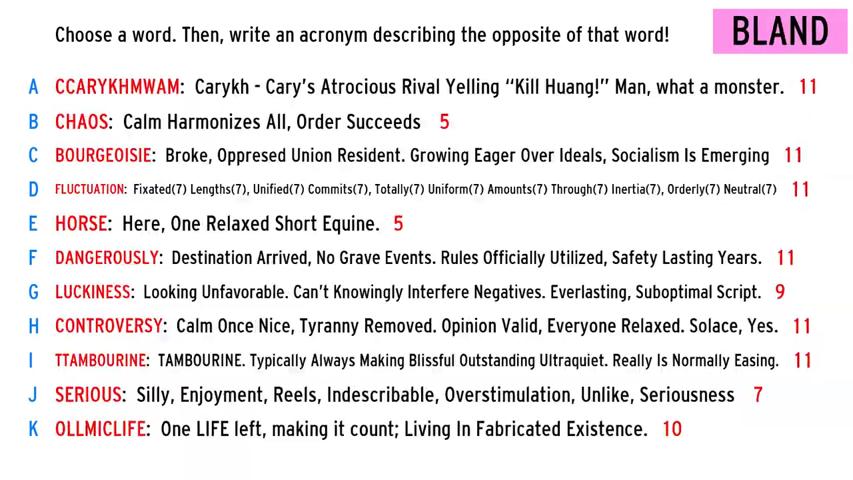 Choose a word. Then, write an acronym describing the opposite of that word!
BLAND
A CCARYKHMWAM: Carykh - Cary's Atrocious Rival Yelling "Kill Huang!" Man, what a monster. 11
B CHAOS: Calm Harmonizes All, Order Succeeds 5
C BOURGEOISIE: Broke, Oppresed Union Resident. Growing Eager Over Ideals, Socialism Is Emerging 11
D FLUCTUATION: Fixated(7) Lengths(7), Unified(7) Commits(7), Totally(7) Uniform(7) Amounts(7) Through(7) Inertia(7), Orderly(7) Neutral(7) 11
E HORSE: Here, One Relaxed Short Equine. 5
F DANGEROUSLY: Destination Arrived, No Grave Events. Rules Officially Utilized, Safety Lasting Years. 11
G LUCKINESS: Looking Unfavorable. Can't Knowingly Interfere Negatives. Everlasting, Suboptimal Script. 9
H CONTROVERSY: Calm Once Nice, Tyranny Removed. Opinion Valid, Everyone Relaxed. Solace, Yes. 11
I TTAMBOURINE: TAMBOURINE. Typically Always Making Blissful Outstanding Ultraquiet. Really Is Normally Easing. 11
J SERIOUS: Silly, Enjoyment, Reels, Indescribable, Overstimulation, Unlike, Seriousness 7
K OLLMICLIFE: One LIFE left, making it count; Living In Fabricated Existence. 10